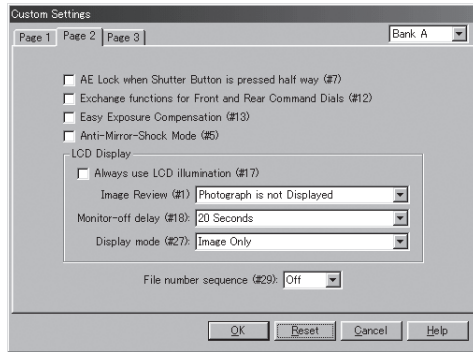 Custom Settings
Page 1 Page 2 Page 3 Bank A
AE Lock when Shutter Button is pressed half way (#7)
Exchange functions for Front and Rear Command Dials (#12)
Easy Exposure Compensation (#13)
Anti-Mirror-Shock Mode (#5)
LCD Display
Always use LCD illumination (#17)
Image Review (#1) Photograph is not Displayed
Monitor-off delay (#18): 20 Seconds
Display mode (#27): Image Only
File number sequence (#29): Off
OK Reset Cancel Help